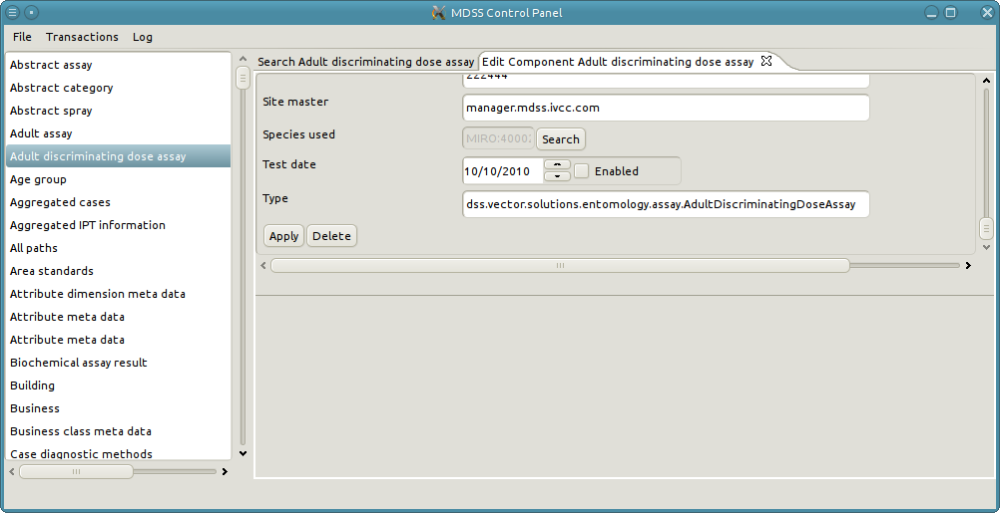 MDSS Control Panel
File Transactions Log
Abstract assay
Abstract category
Abstract spray
Adult assay
Adult discriminating dose assay
Age group
Aggregated cases
Aggregated IPT information
All paths
Area standards
Attribute dimension meta data
Attribute meta data
Attribute meta data
Biochemical assay result
Building
Business
Business class meta data
Case diagnostic methods
Search Adult discriminating dose assay
Edit Component Adult discriminating dose assay
222444
Site master manager.mdss.ivcc.com
Species used Search
Test date 10/10/2010 Enabled
Type dss.vector.solutions.entomology.assay.AdultDiscriminatingDoseAssay
Apply Delete